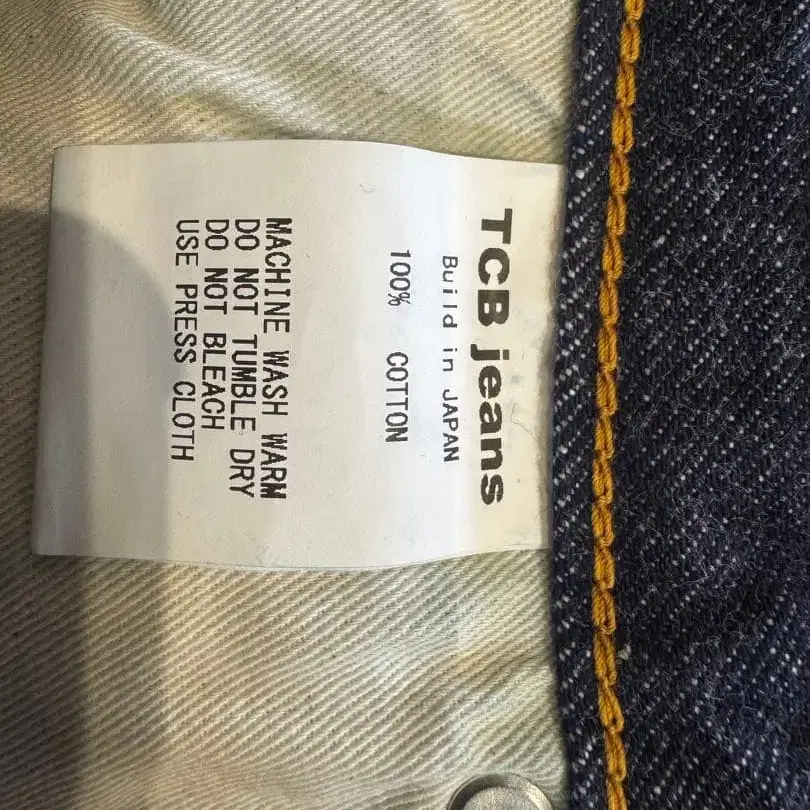 TCB jeans
Build in JAPAN
100% COTTON
MACHINE WASH WARM
DO NOT TUMBLE DRY
DO NOT BLEACH
USE PRESS CLOTH